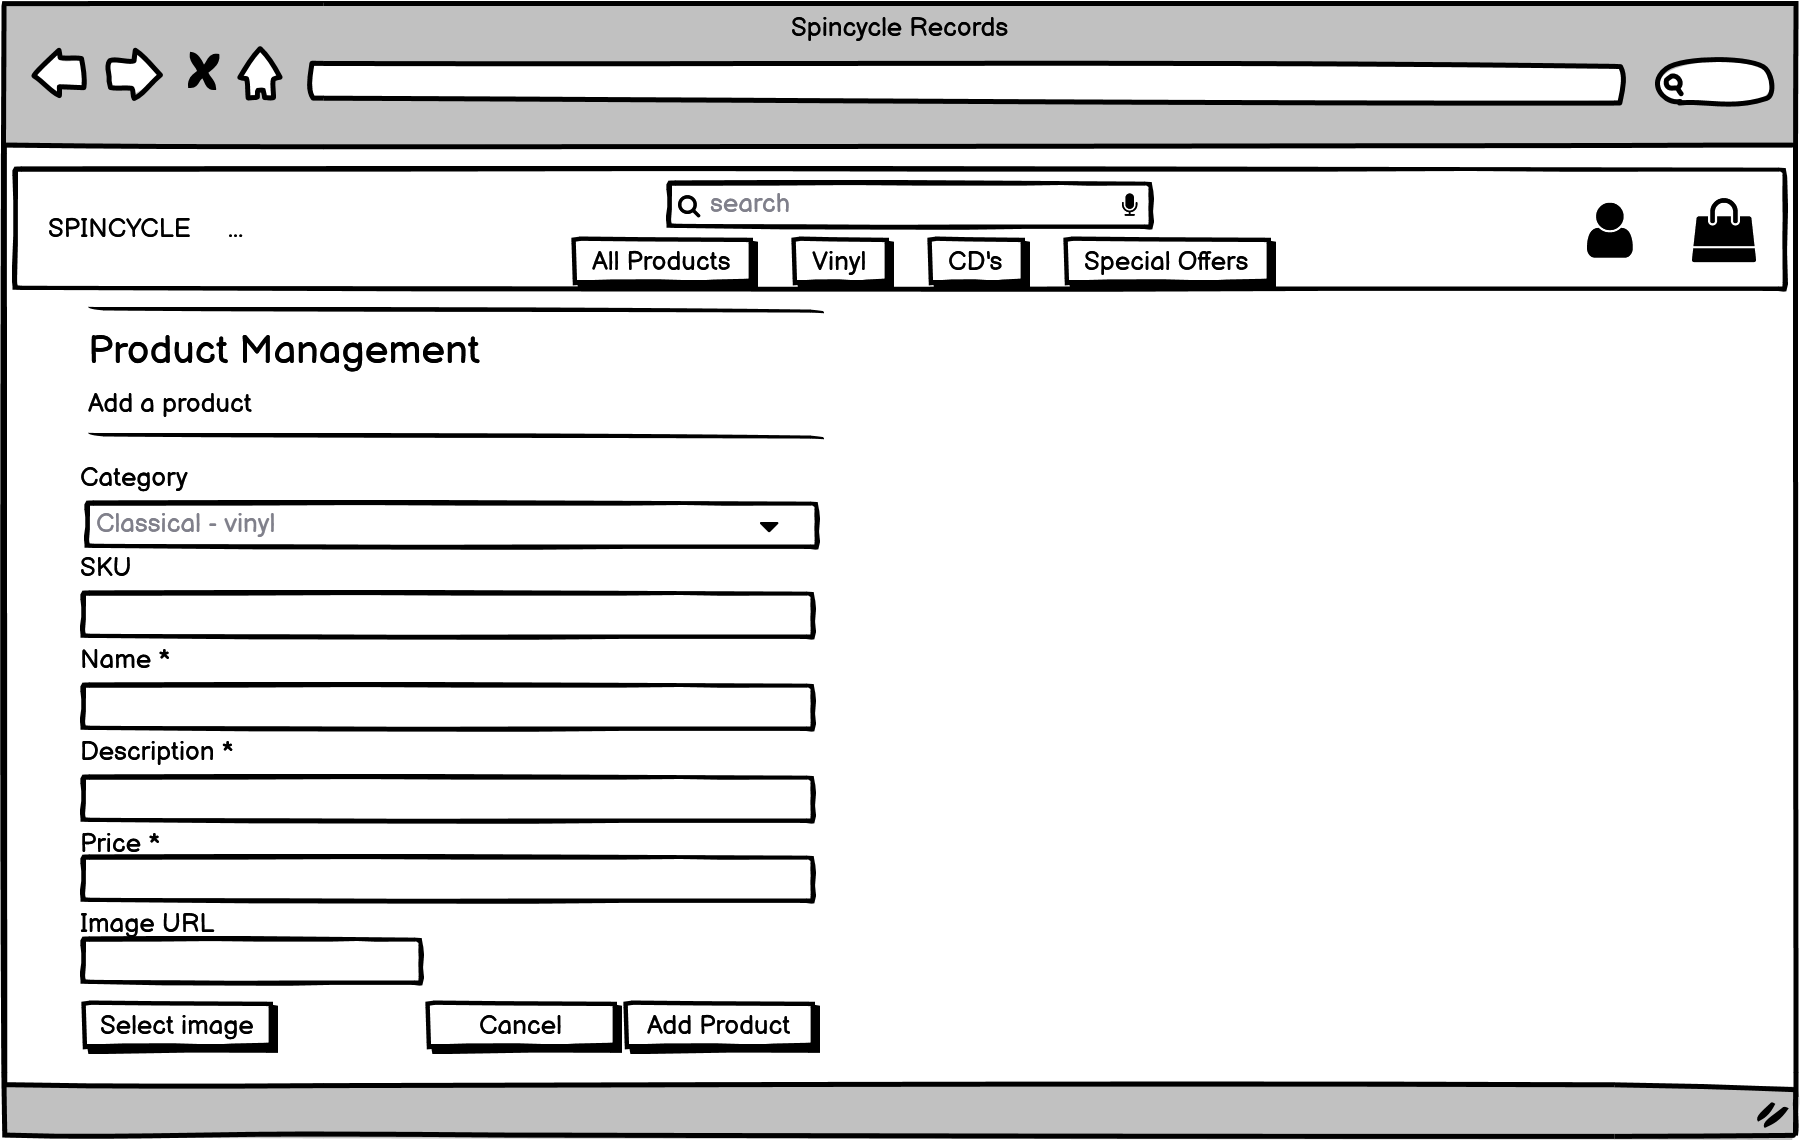 Spincycle Records
search
SPINCYCLE ...
All Products Vinyl CD's Special Offers
Product Management
Add a product
Category
Classical - vinyl
SKU
Name *
Description *
Price *
Image URL
Select image Cancel Add Product